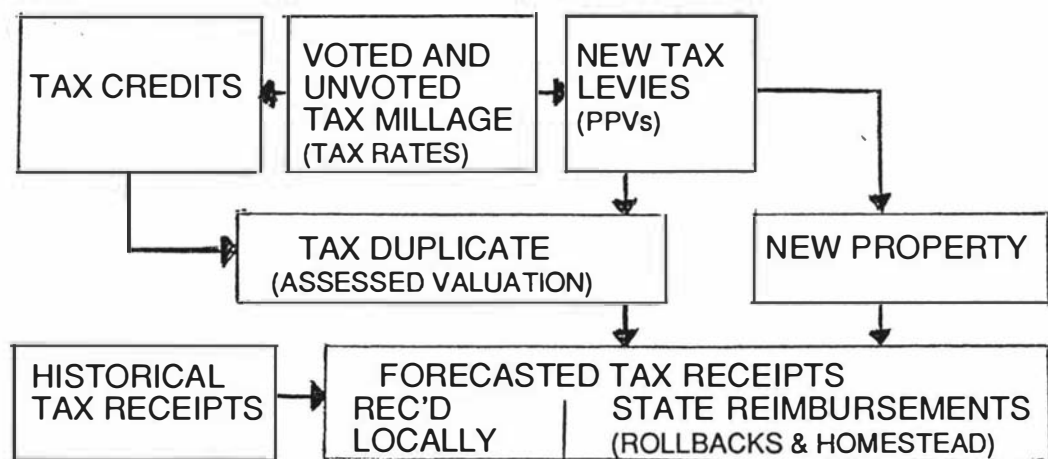 TAX CREDITS
VOTED AND
UNVOTED
TAX MILLAGE
(TAX RATES)
NEW TAX
LEVIES
(PPVs)
TAX DUPLICATE
(ASSESSED VALUATION)
NEW PROPERTY
HISTORICAL
TAX RECEIPTS
FORECASTED TAX RECEIPTS
REC'D
LOCALLY
STATE REIMBURSEMENTS
(ROLLBACKS & HOMESTEAD)